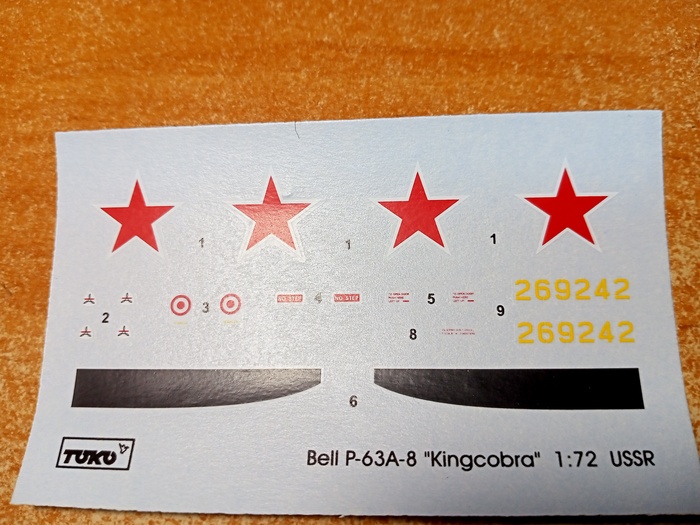 1 1 1
269242
2 3 NO STEP 4 NO STEP 5 9
8 269242
6
TUKU Bell P-63A-8 "Kingcobra" 1:72 USSR